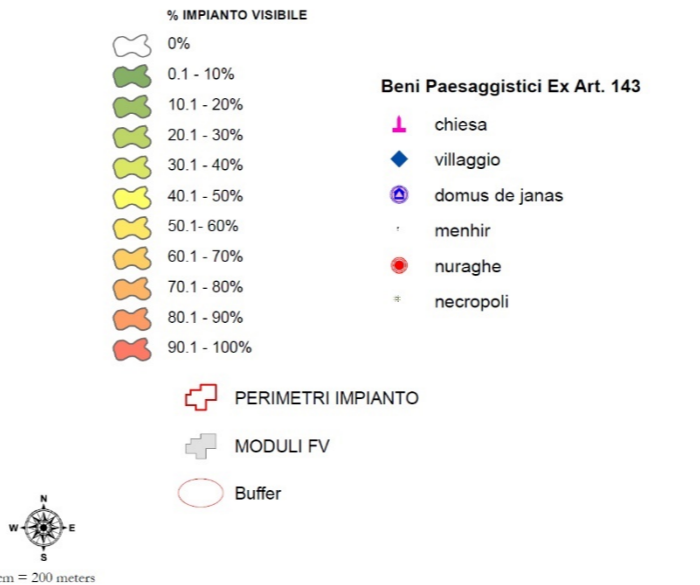 % IMPIANTO VISIBILE
0%
0.1 - 10%
10.1 - 20%
20.1 - 30%
30.1 - 40%
40.1 - 50%
50.1- 60%
60.1 - 70%
70.1 - 80%
80.1 - 90%
90.1 - 100%
Beni Paesaggistici Ex Art. 143
chiesa
villaggio
domus de janas
menhir
nuraghe
necropoli
PERIMETRI IMPIANTO
MODULI FV
Buffer
N
W E
S
cm = 200 meters